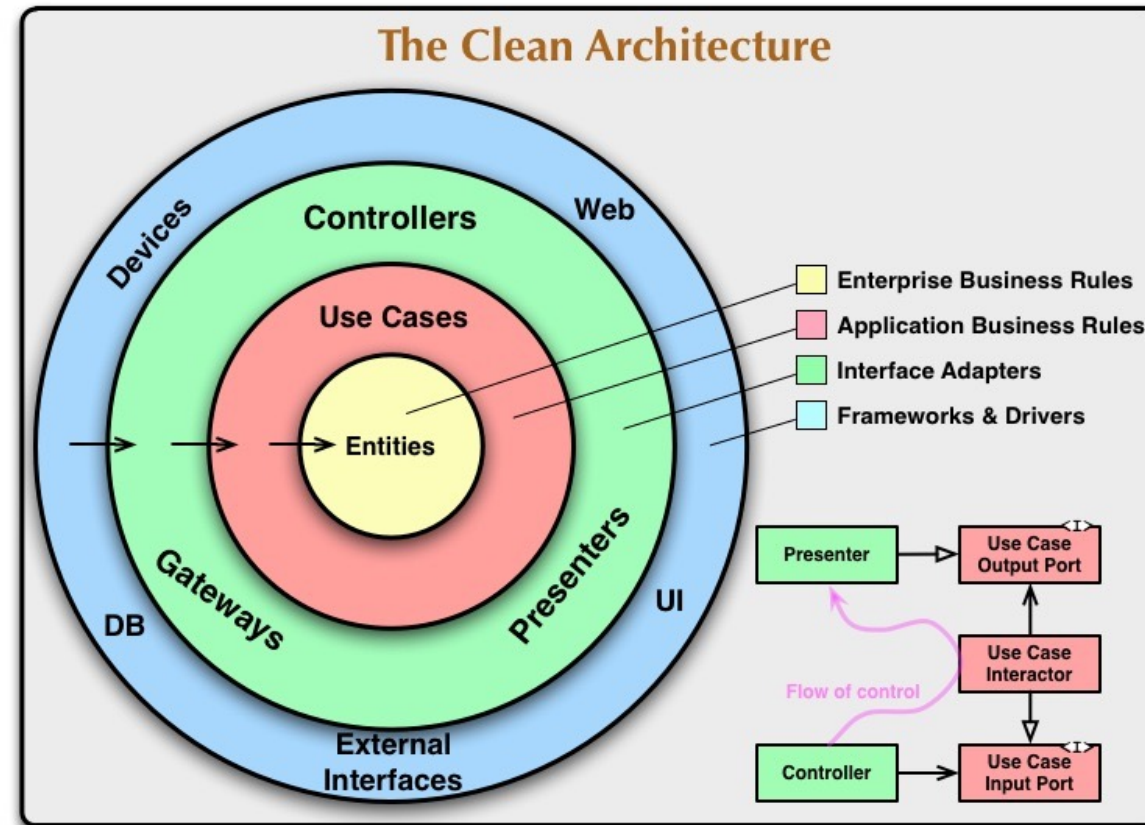 The Clean Architecture
Devices
Controllers
Web
Use Cases
Entities
Gateways
Presenters
DB
UI
External
Interfaces
Enterprise Business Rules
Application Business Rules
Interface Adapters
Frameworks & Drivers
Presenter
<I>
Use Case
Output Port
Use Case
Interactor
Flow of control
Controller
<I>
Use Case
Input Port